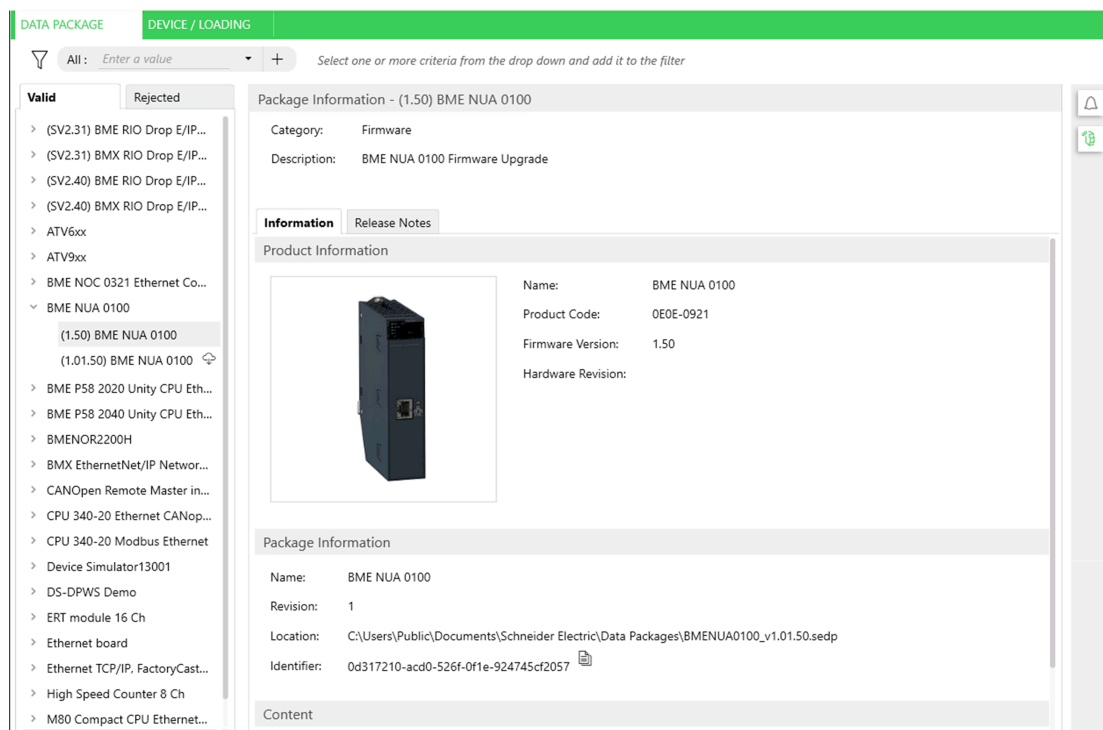 DATA PACKAGE
DEVICE / LOADING
All :
Enter a value
+
Select one or more criteria from the drop down and add it to the filter
Valid
Rejected
(SV2.31) BME RIO Drop E/IP...
(SV2.31) BMX RIO Drop E/IP...
(SV2.40) BME RIO Drop E/IP...
(SV2.40) BMX RIO Drop E/IP...
ATV6xx
ATV9xx
BME NOC 0321 Ethernet Co...
BME NUA 0100
(1.50) BME NUA 0100
(1.01.50) BME NUA 0100
BME P58 2020 Unity CPU Eth...
BME P58 2040 Unity CPU Eth...
BMENOR2200H
BMX EthernetNet/IP Networ...
CANOpen Remote Master in...
CPU 340-20 Ethernet CANop...
CPU 340-20 Modbus Ethernet
Device Simulator13001
DS-DPWS Demo
ERT module 16 Ch
Ethernet board
Ethernet TCP/IP, FactoryCast...
High Speed Counter 8 Ch
M80 Compact CPU Ethernet...
Package Information - (1.50) BME NUA 0100
Category: Firmware
Description: BME NUA 0100 Firmware Upgrade
Information
Release Notes
Product Information
Name: BME NUA 0100
Product Code: 0E0E-0921
Firmware Version: 1.50
Hardware Revision:
Package Information
Name: BME NUA 0100
Revision: 1
Location: C:\Users\Public\Documents\Schneider Electric\Data Packages\BMENUA0100_v1.01.50.sedp
Identifier: 0d317210-acd0-526f-0f1e-924745cf2057
Content